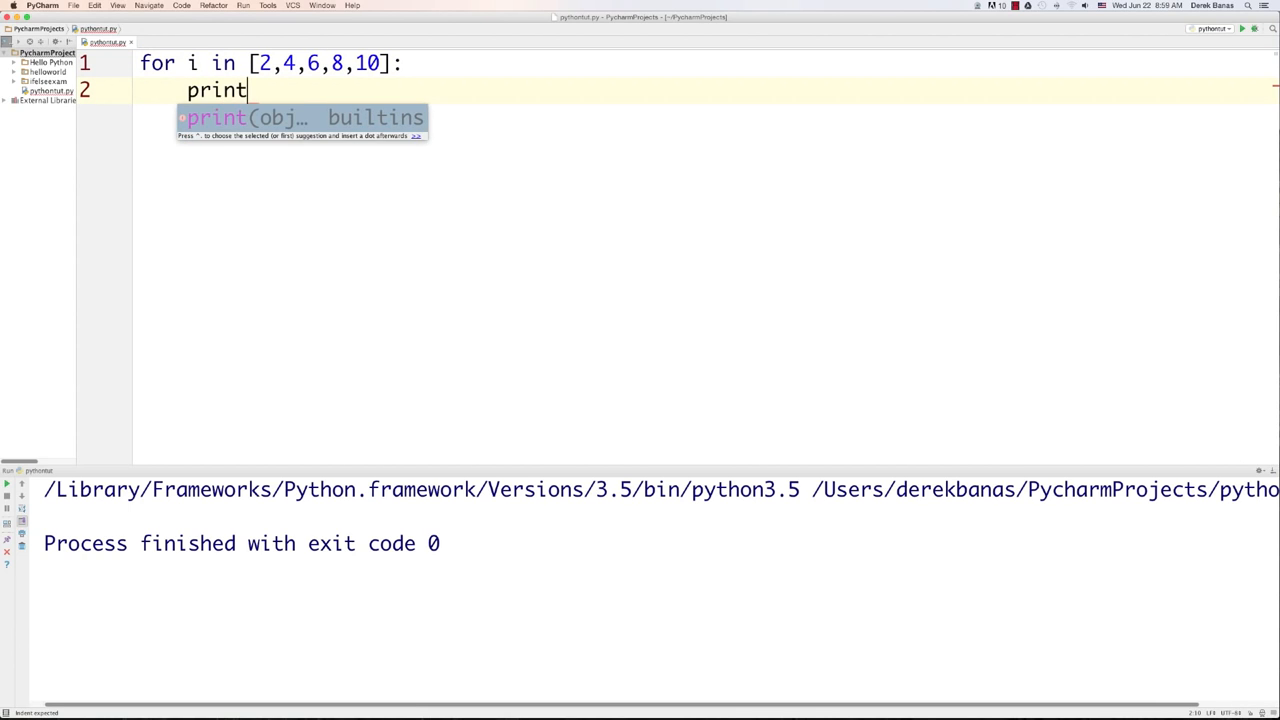 PyCharm File Edit View Navigate Code Refactor Run Tools VCS Window Help
10 Wed Jun 22 8:59 AM Derek Banas
pythontut.py - PycharmProjects - [~/PycharmProjects]
PycharmProjects pythontut.py
pythontut
pythontut.py ×
PycharmProject
Hello Python
helloworld
ifelseexam
pythontut.py
External Librarie
1 for i in [2,4,6,8,10]:
2 print
print(obj… builtins
Press ^. to choose the selected (or first) suggestion and insert a dot afterwards >>
Run pythontut
/Library/Frameworks/Python.framework/Versions/3.5/bin/python3.5 /Users/derekbanas/PycharmProjects/pytho
Process finished with exit code 0
Indent expected
2:10 LF÷ UTF-8÷